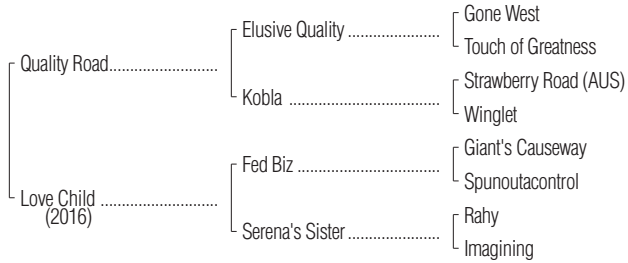 Gone West
Elusive Quality
Touch of Greatness
Quality Road
Strawberry Road (AUS)
Kobla
Winglet
Giant's Causeway
Fed Biz
Spunoutacontrol
Love Child
(2016)
Rahy
Serena's Sister
Imagining